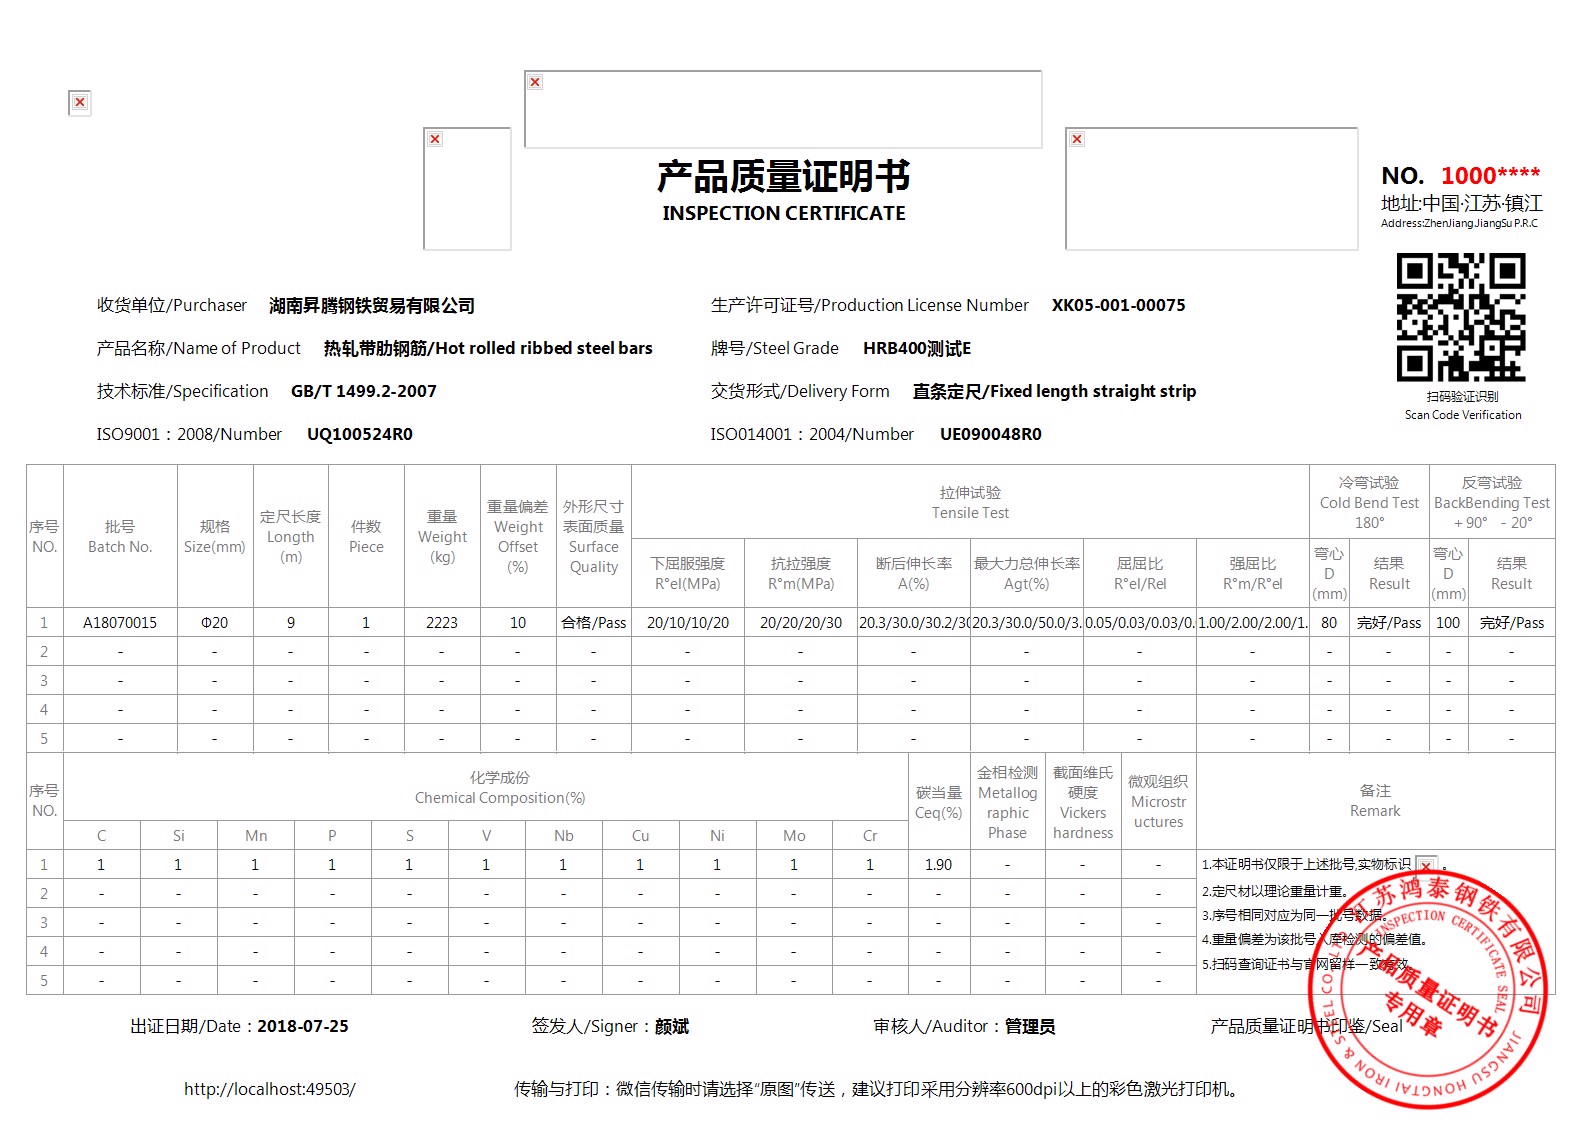 产品质量证明书
INSPECTION CERTIFICATE
NO. 1000****
地址:中国·江苏·镇江
Address:ZhenJiang JiangSu P.R.C
扫码验证识别
Scan Code Verification
收货单位/Purchaser 湖南昇腾钢铁贸易有限公司
生产许可证号/Production License Number XK05-001-00075
产品名称/Name of Product 热轧带肋钢筋/Hot rolled ribbed steel bars
牌号/Steel Grade HRB400测试E
技术标准/Specification GB/T 1499.2-2007
交货形式/Delivery Form 直条定尺/Fixed length straight strip
ISO9001：2008/Number UQ100524R0
ISO014001：2004/Number UE090048R0
序号
NO.
批号
Batch No.
规格
Size(mm)
定尺长度
Length
(m)
件数
Piece
重量
Weight
(kg)
重量偏差
Weight
Offset
(%)
外形尺寸
表面质量
Surface
Quality
拉伸试验
Tensile Test
下屈服强度
R°el(MPa)
抗拉强度
R°m(MPa)
断后伸长率
A(%)
最大力总伸长率
Agt(%)
屈屈比
R°el/Rel
强屈比
R°m/R°el
冷弯试验
Cold Bend Test
180°
弯心
D
(mm)
结果
Result
反弯试验
BackBending Test
+90° -20°
弯心
D
(mm)
结果
Result
1 A18070015 Φ20 9 1 2223 10 合格/Pass 20/10/10/20 20/20/20/30 20.3/30.0/30.2/30 20.3/30.0/50.0/3. 0.05/0.03/0.03/0. 1.00/2.00/2.00/1. 80 完好/Pass 100 完好/Pass
2 - - - - - - - - - - - - - - - - -
3 - - - - - - - - - - - - - - - - -
4 - - - - - - - - - - - - - - - - -
5 - - - - - - - - - - - - - - - - -
序号
NO.
化学成份
Chemical Composition(%)
C Si Mn P S V Nb Cu Ni Mo Cr
碳当量
Ceq(%)
金相检测
Metallog
raphic
Phase
截面维氏
硬度
Vickers
hardness
微观组织
Microstr
uctures
备注
Remark
1 1 1 1 1 1 1 1 1 1 1 1 1.90 - - -
2 - - - - - - - - - - - - - - -
3 - - - - - - - - - - - - - - -
4 - - - - - - - - - - - - - - -
5 - - - - - - - - - - - - - - -
1.本证明书仅限于上述批号,实物标识 。
2.定尺材以理论重量计重。
3.序号相同对应为同一批号数据。
4.重量偏差为该批号入库检测的偏差值。
5.扫码查询证书与官网留样一致有效
江苏鸿泰钢铁有限公司
INSPECTION CERTIFICATE SEAL
产品质量证明书
专用章
JIANGSU HONGTAI IRON & STEEL CO.,LTD
出证日期/Date：2018-07-25
签发人/Signer：颜斌
审核人/Auditor：管理员
产品质量证明书印鉴/Seal
http://localhost:49503/
传输与打印：微信传输时请选择“原图”传送，建议打印采用分辨率600dpi以上的彩色激光打印机。